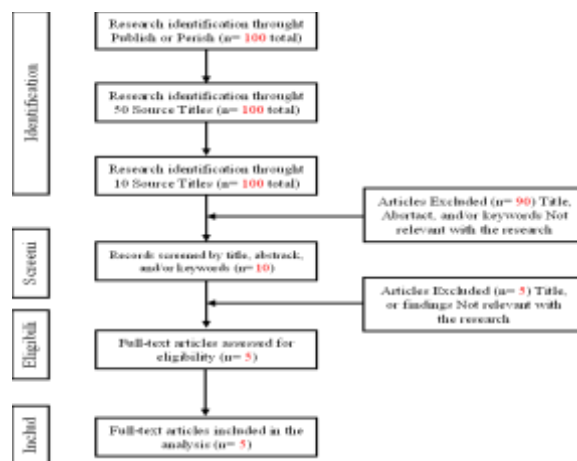 Identification
Research identification throught
Publish or Perish (n= 100 total)
Research identification throught
50 Source Titles (n= 100 total)
Research identification throught
10 Source Titles (n= 100 total)
Articles Excluded (n= 90) Title,
Abstract, and/or keywords Not
relevant with the research
Screeni
Records screened by title, abstrack,
and/or keywords (n= 10)
Articles Excluded (n= 5) Title,
or findings Not relevant with
the research
Eligibili
Full-text articles assessed for
eligibility (n= 5)
Includ
Full-text articles included in the
analysis (n= 5)